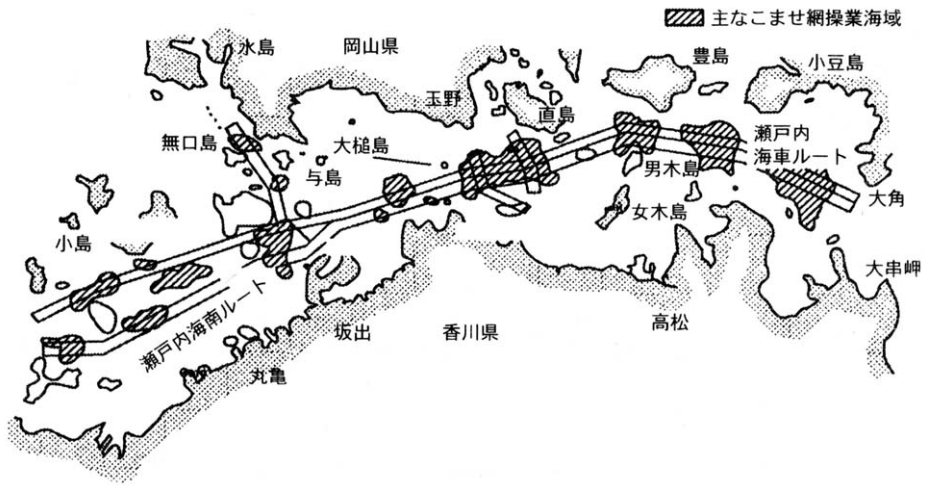 主なこませ網操業海域
水島
岡山県
豊島
小豆島
玉野
直島
無口島
大槌島
瀬戸内
海車ルート
与島
男木島
大角
女木島
小島
大串岬
瀬戸内海南ルート
坂出
香川県
高松
丸亀